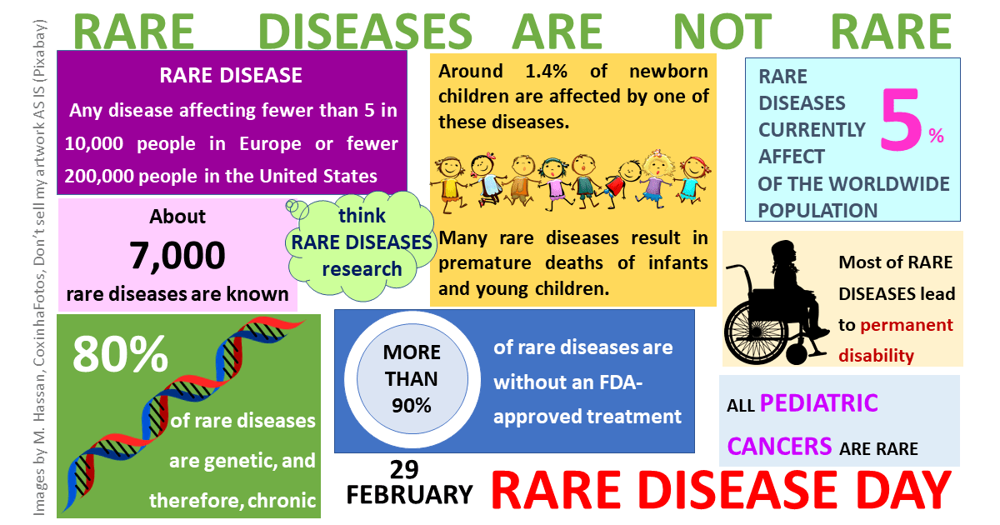 RARE DISEASES ARE NOT RARE
RARE DISEASE
Any disease affecting fewer than 5 in
10,000 people in Europe or fewer
200,000 people in the United States
Around 1.4% of newborn
children are affected by one of
these diseases.
Many rare diseases result in
premature deaths of infants
and young children.
RARE
DISEASES
CURRENTLY
AFFECT
5 %
OF THE WORLDWIDE
POPULATION
About
7,000
rare diseases are known
think
RARE DISEASES
research
Most of RARE
DISEASES lead
to permanent
disability
80%
of rare diseases
are genetic, and
therefore, chronic
MORE
THAN
90%
of rare diseases are
without an FDA-
approved treatment
ALL PEDIATRIC
CANCERS ARE RARE
29
FEBRUARY
RARE DISEASE DAY
Images by M. Hassan, CoxinhaFotos, Don't sell my artwork AS IS (Pixabay)